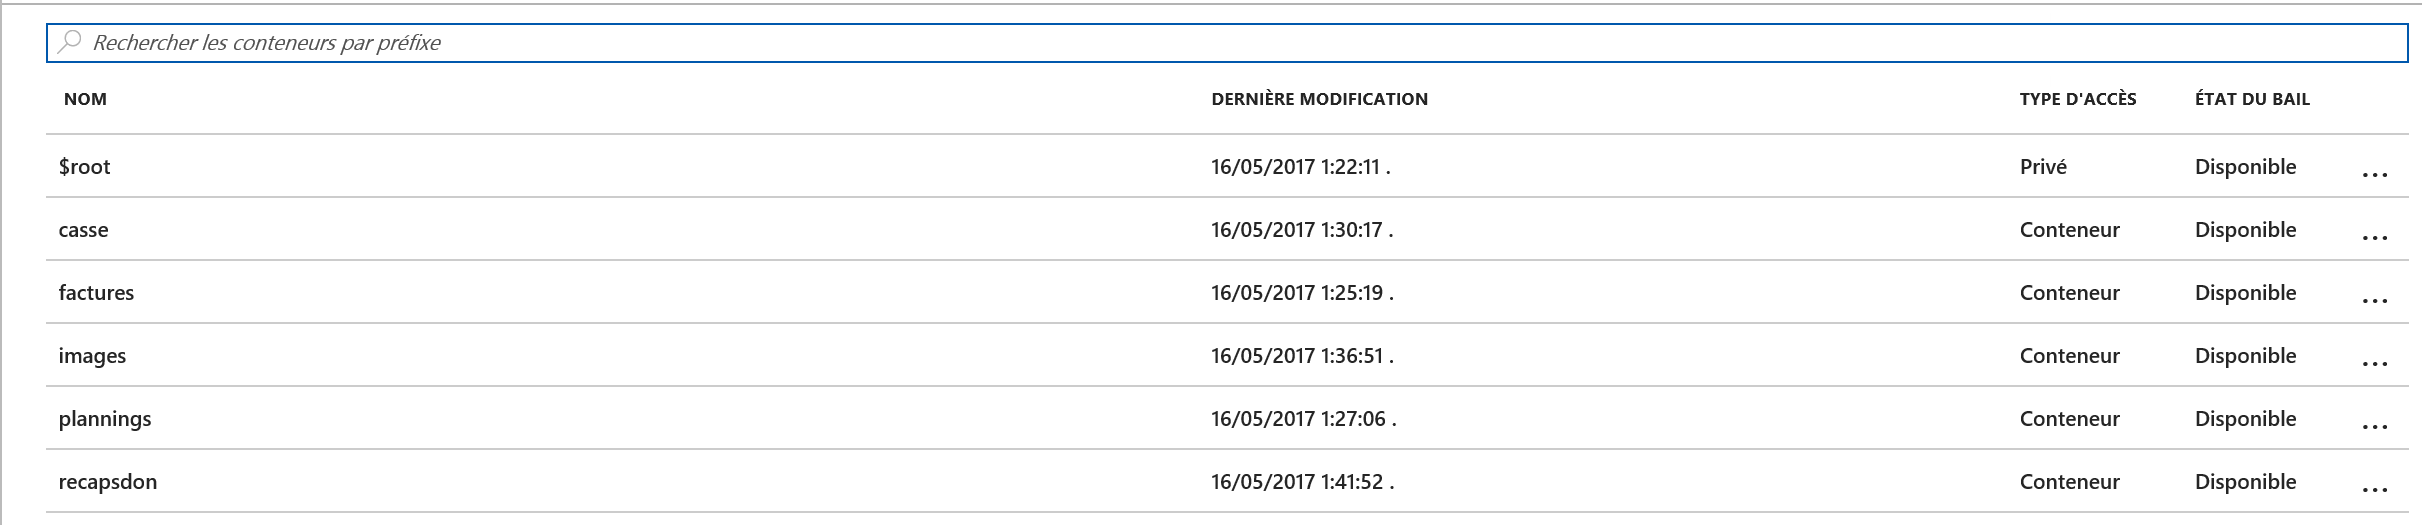 Rechercher les conteneurs par préfixe
NOM DERNIÈRE MODIFICATION TYPE D'ACCÈS ÉTAT DU BAIL
$root 16/05/2017 1:22:11 . Privé Disponible ...
casse 16/05/2017 1:30:17 . Conteneur Disponible ...
factures 16/05/2017 1:25:19 . Conteneur Disponible ...
images 16/05/2017 1:36:51 . Conteneur Disponible ...
plannings 16/05/2017 1:27:06 . Conteneur Disponible ...
recapsdon 16/05/2017 1:41:52 . Conteneur Disponible ...